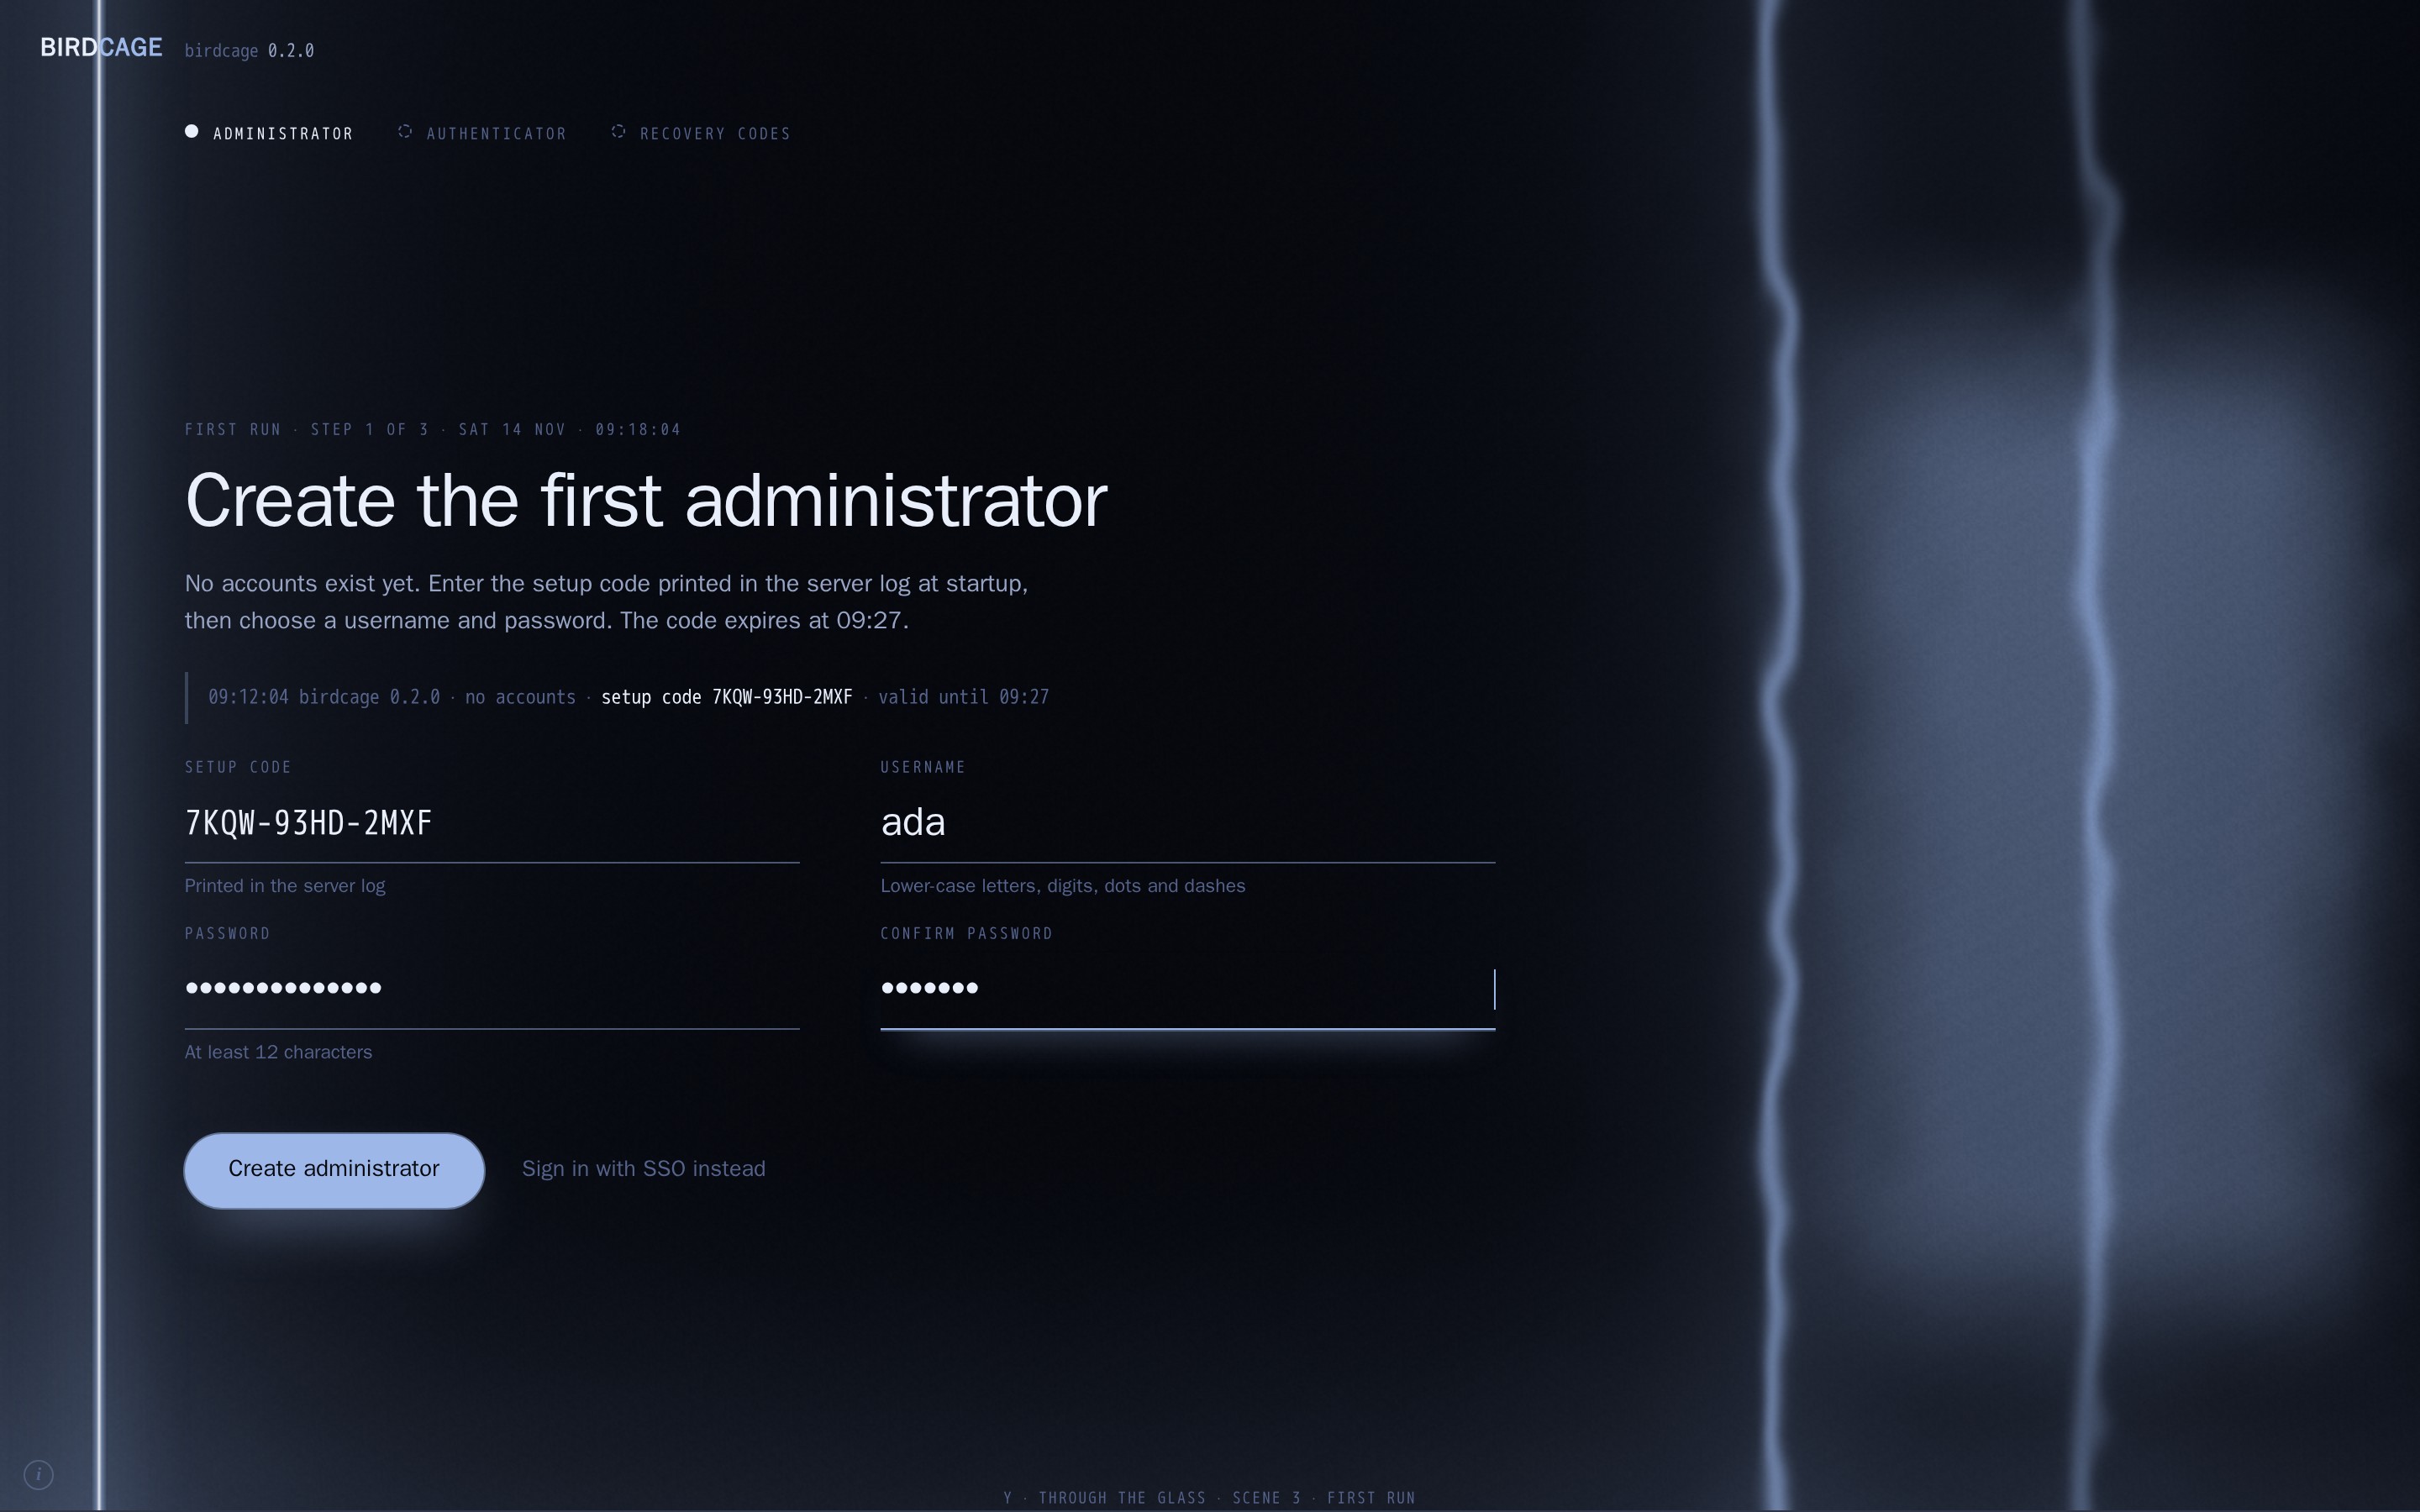 BIRDCAGE birdcage 0.2.0
ADMINISTRATOR AUTHENTICATOR RECOVERY CODES
FIRST RUN · STEP 1 OF 3 · SAT 14 NOV · 09:18:04
Create the first administrator
No accounts exist yet. Enter the setup code printed in the server log at startup,
then choose a username and password. The code expires at 09:27.
09:12:04 birdcage 0.2.0 · no accounts · setup code 7KQW-93HD-2MXF · valid until 09:27
SETUP CODE
7KQW-93HD-2MXF
Printed in the server log
USERNAME
ada
Lower-case letters, digits, dots and dashes
PASSWORD
●●●●●●●●●●●●●●
At least 12 characters
CONFIRM PASSWORD
●●●●●●●
Create administrator
Sign in with SSO instead
i
Y · THROUGH THE GLASS · SCENE 3 · FIRST RUN